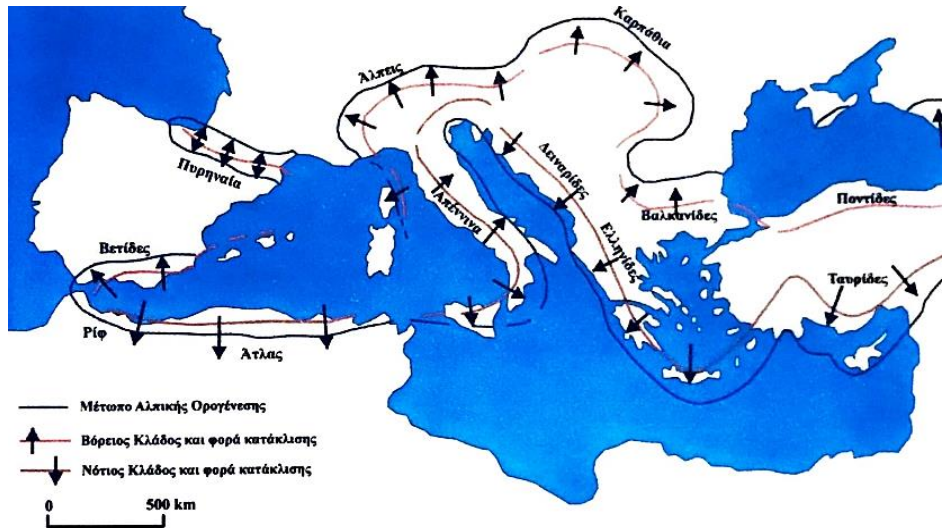 Καρπάθια
Άλπεις
Πυρηναία
Δειναρίδες
Απέννινα
Ποντίδες
Βαλκανίδες
Βετίδες
Ελληνίδες
Ταυρίδες
Ρίφ
Άτλας
Μέτωπο Αλπικής Ορογένεσης
Βόρειος Κλάδος και φορά κατάκλισης
Νότιος Κλάδος και φορά κατάκλισης
0 500 km